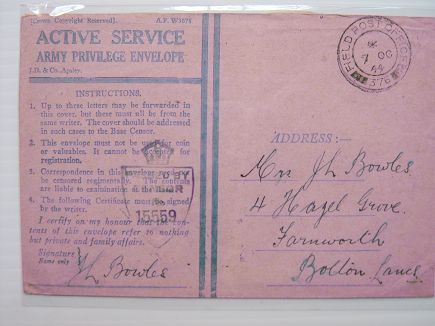 [Crown Copyright Reserved]. A.F. W3078
ACTIVE SERVICE
ARMY PRIVILEGE ENVELOPE
J.D. & Co., Apsley.
INSTRUCTIONS.
1. Up to three letters may be forwarded in
this cover, but these must all be from
the same writer. The cover should be addressed
in such cases to the Base Censor.
2. This envelope must not be used for coin
or valuables. It cannot be accepted for
registration.
3. Correspondence in this envelope need not
be censored regimentally. The contents
are liable to examination at the Base.
4. The following Certificate must be signed
by the writer.
I certify on my honour that the con-
tents of this envelope refer to nothing
but private and family affairs.
Signature
Name only
J L Bowles
BY
15559
FIELD POST OFFICE
7 OC
44
376
ADDRESS :—
Mrs J L Bowles
4 Hazel Grove.
Farnworth
Bolton Lancs